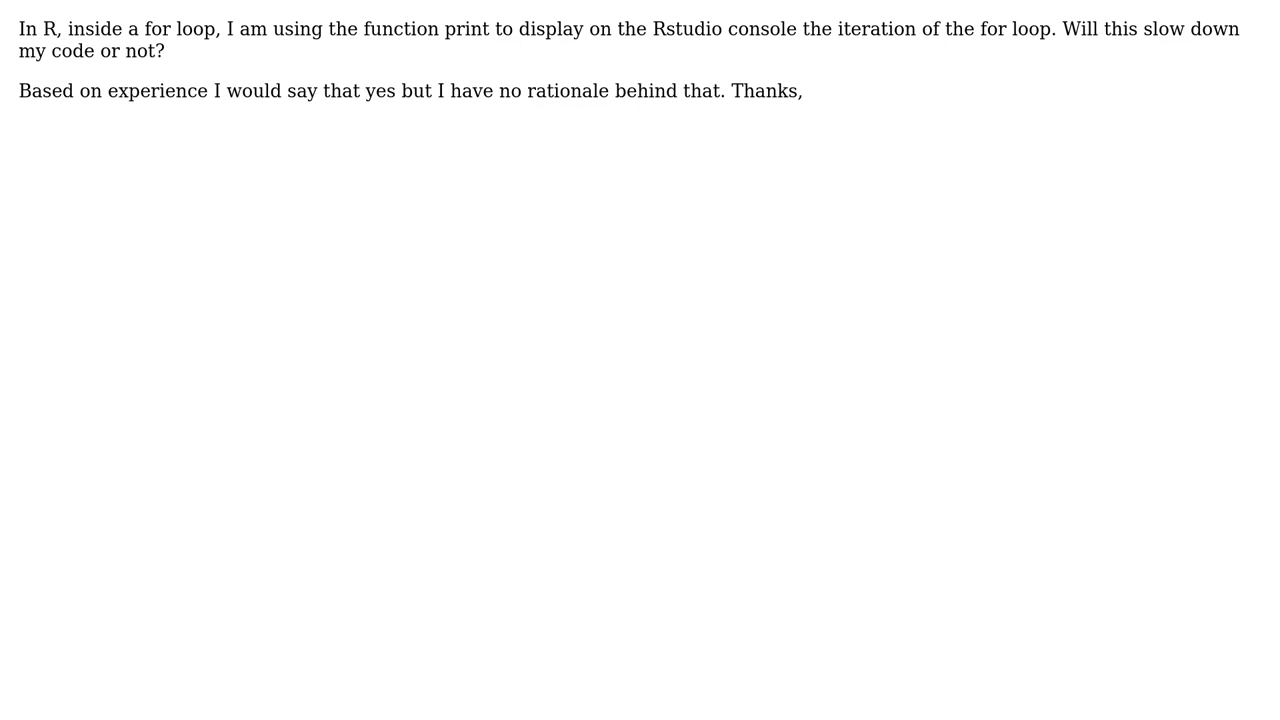 In R, inside a for loop, I am using the function print to display on the Rstudio console the iteration of the for loop. Will this slow down
my code or not?
Based on experience I would say that yes but I have no rationale behind that. Thanks,